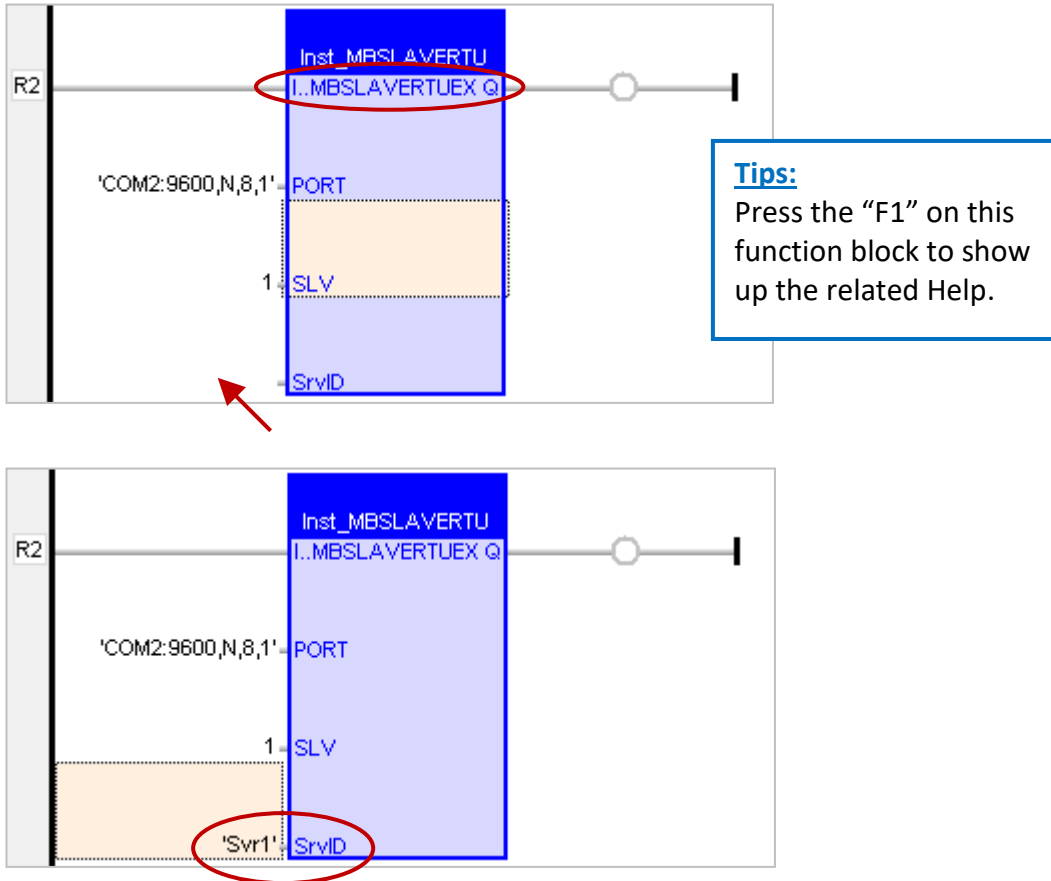 Inst_MBSLAVERTU
R2
I..MBSLAVERTUEX Q
'COM2:9600,N,8,1'
PORT
1
SLV
SrvID
Tips:
Press the “F1” on this
function block to show
up the related Help.
Inst_MBSLAVERTU
R2
I..MBSLAVERTUEX Q
'COM2:9600,N,8,1'
PORT
1
SLV
'Svr1'
SrvID